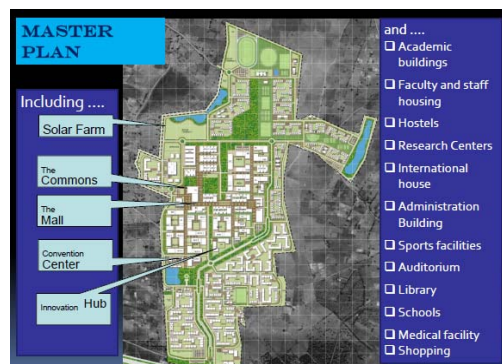 MASTER
PLAN
Including ....
Solar Farm
The
Commons
The
Mall
Convention
Center
Innovation Hub
and ....
❑ Academic
buildings
❑ Faculty and staff
housing
❑ Hostels
❑ Research Centers
❑ International
house
❑ Administration
Building
❑ Sports facilities
❑ Auditorium
❑ Library
❑ Schools
❑ Medical facility
❑ Shopping